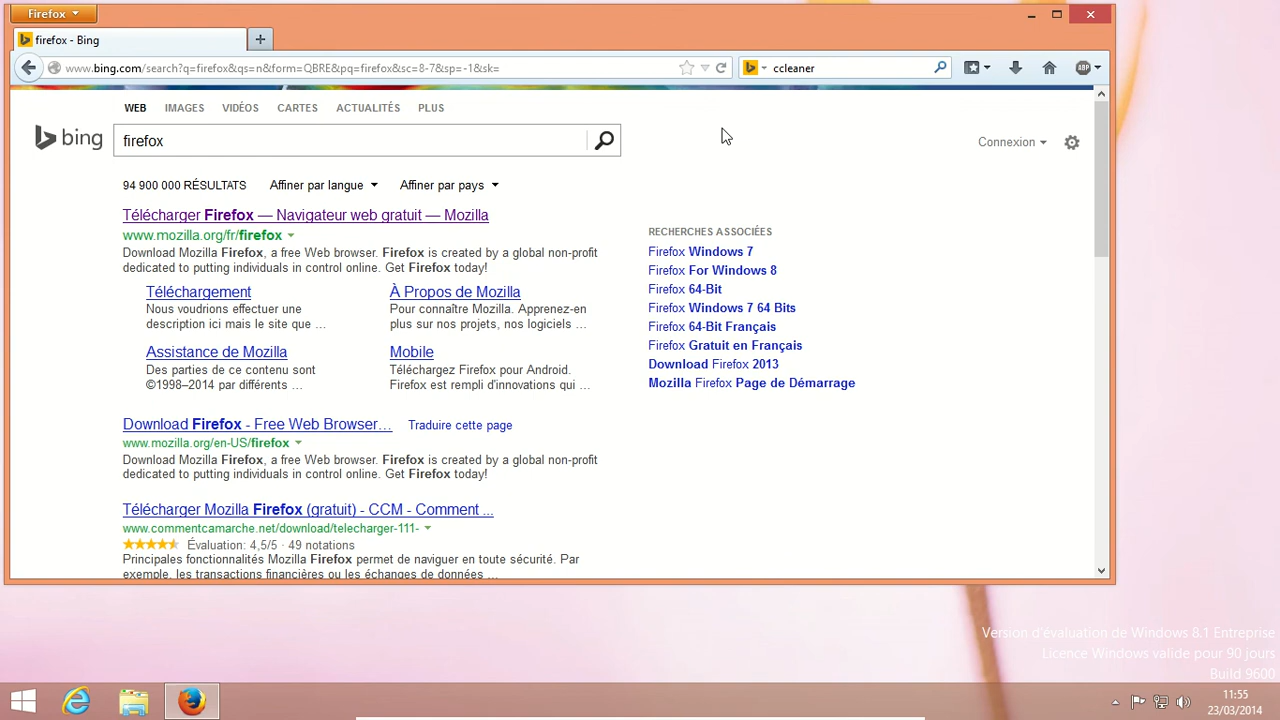 Firefox
firefox - Bing
www.bing.com/search?q=firefox&qs=n&form=QBRE&pq=firefox&sc=8-7&sp=-1&sk=
ccleaner
ABP
WEB IMAGES VIDÉOS CARTES ACTUALITÉS PLUS
bing
firefox
Connexion
94 900 000 RÉSULTATS Affiner par langue Affiner par pays
Télécharger Firefox — Navigateur web gratuit — Mozilla
www.mozilla.org/fr/firefox
Download Mozilla Firefox, a free Web browser. Firefox is created by a global non-profit
dedicated to putting individuals in control online. Get Firefox today!
Téléchargement
Nous voudrions effectuer une
description ici mais le site que ...
À Propos de Mozilla
Pour connaître Mozilla. Apprenez-en
plus sur nos projets, nos logiciels ...
Assistance de Mozilla
Des parties de ce contenu sont
©1998–2014 par différents ...
Mobile
Téléchargez Firefox pour Android.
Firefox est rempli d'innovations qui ...
Download Firefox - Free Web Browser... Traduire cette page
www.mozilla.org/en-US/firefox
Download Mozilla Firefox, a free Web browser. Firefox is created by a global non-profit
dedicated to putting individuals in control online. Get Firefox today!
Télécharger Mozilla Firefox (gratuit) - CCM - Comment ...
www.commentcamarche.net/download/telecharger-111-
Évaluation: 4,5/5 · 49 notations
Principales fonctionnalités Mozilla Firefox permet de naviguer en toute sécurité. Par
exemple, les transactions financières ou les échanges de données ...
RECHERCHES ASSOCIÉES
Firefox Windows 7
Firefox For Windows 8
Firefox 64-Bit
Firefox Windows 7 64 Bits
Firefox 64-Bit Français
Firefox Gratuit en Français
Download Firefox 2013
Mozilla Firefox Page de Démarrage
Version d'évaluation de Windows 8.1 Entreprise
Licence Windows valide pour 90 jours
Build 9600
11:55
23/03/2014